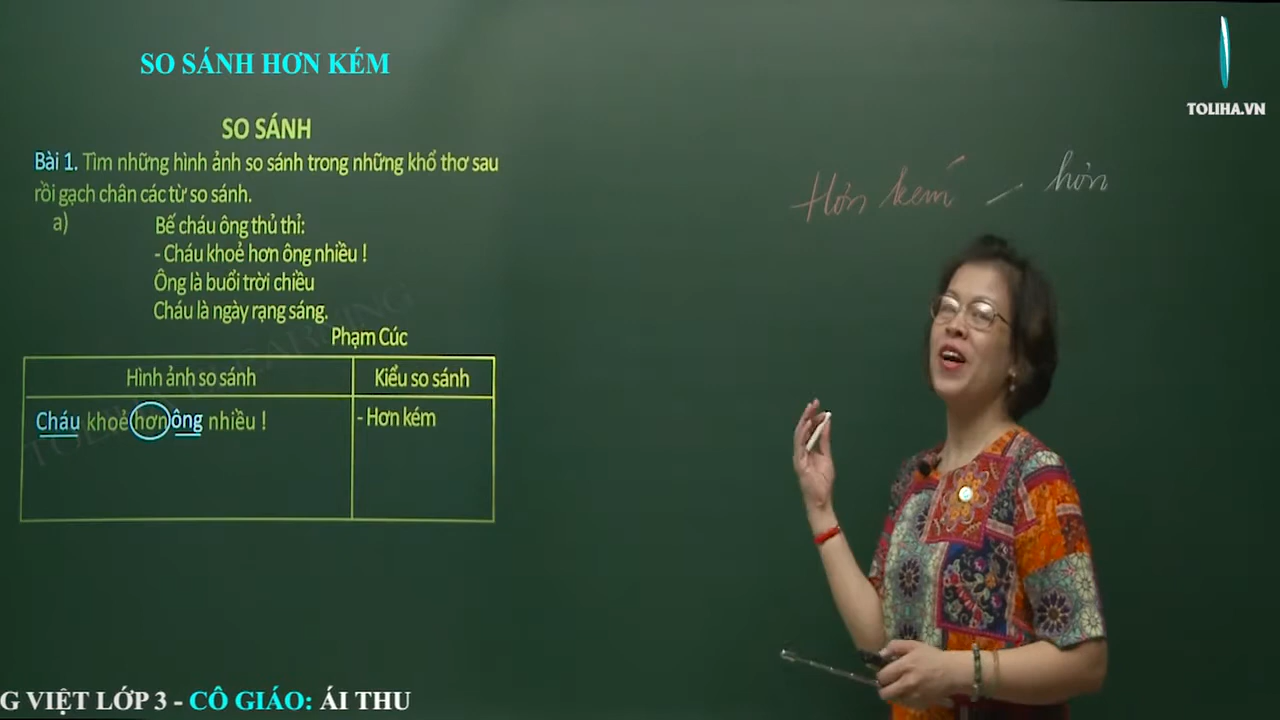 SO SÁNH HƠN KÉM
TOLIHA.VN
SO SÁNH
Bài 1. Tìm những hình ảnh so sánh trong những khổ thơ sau
rồi gạch chân các từ so sánh.
a) Bế cháu ông thủ thỉ:
- Cháu khoẻ hơn ông nhiều !
Ông là buổi trời chiều
Cháu là ngày rạng sáng.
Phạm Cúc
Hình ảnh so sánh Kiểu so sánh
Cháu khoẻ hơn ông nhiều ! - Hơn kém
Hơn kém - hơn
G VIỆT LỚP 3 - CÔ GIÁO: ÁI THU